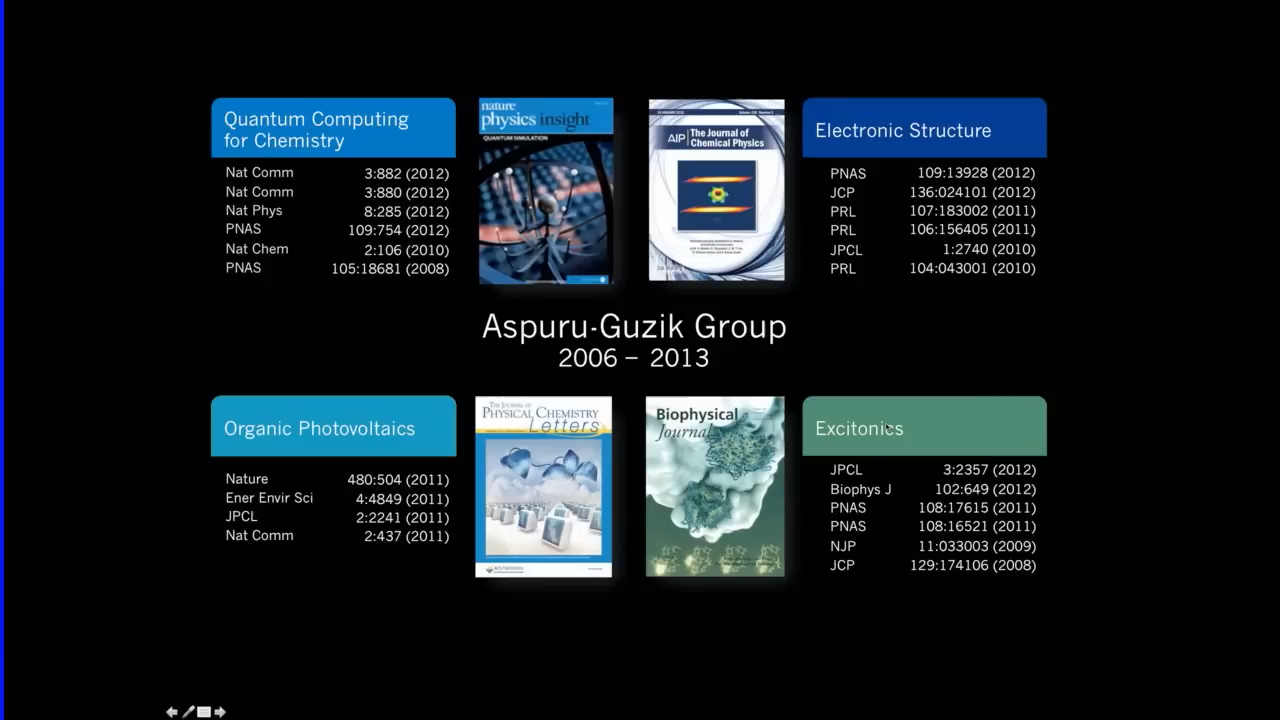 Quantum Computing
for Chemistry
Nat Comm 3:882 (2012)
Nat Comm 3:880 (2012)
Nat Phys 8:285 (2012)
PNAS 109:754 (2012)
Nat Chem 2:106 (2010)
PNAS 105:18681 (2008)
nature
physics insight
QUANTUM SIMULATION
AIP The Journal of
Chemical Physics
Electronic Structure
PNAS 109:13928 (2012)
JCP 136:024101 (2012)
PRL 107:183002 (2011)
PRL 106:156405 (2011)
JPCL 1:2740 (2010)
PRL 104:043001 (2010)
Aspuru-Guzik Group
2006 – 2013
Organic Photovoltaics
Nature 480:504 (2011)
Ener Envir Sci 4:4849 (2011)
JPCL 2:2241 (2011)
Nat Comm 2:437 (2011)
THE JOURNAL OF
PHYSICAL CHEMISTRY
Letters
ACS Publications
Biophysical
Journal
Excitonics
JPCL 3:2357 (2012)
Biophys J 102:649 (2012)
PNAS 108:17615 (2011)
PNAS 108:16521 (2011)
NJP 11:033003 (2009)
JCP 129:174106 (2008)